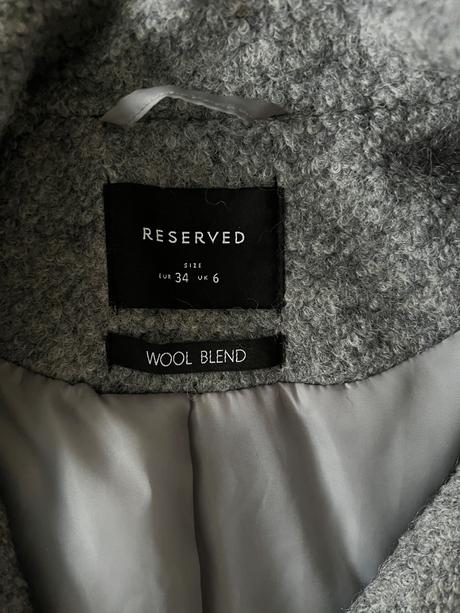 RESERVED
SIZE
EUR 34 UK 6
WOOL BLEND